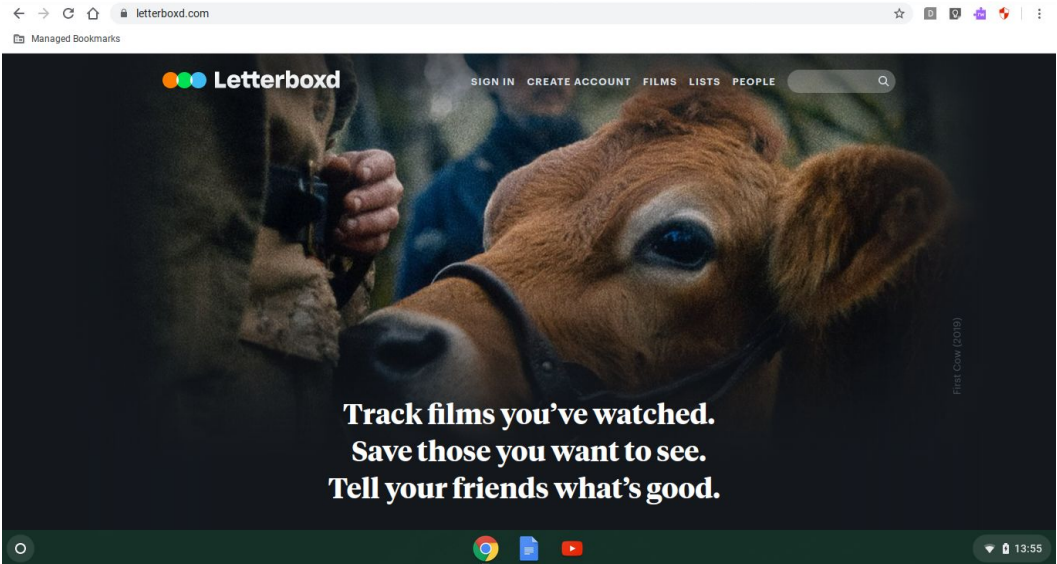 letterboxd.com
Managed Bookmarks
Letterboxd
SIGN IN CREATE ACCOUNT FILMS LISTS PEOPLE
First Cow (2019)
Track films you’ve watched.
Save those you want to see.
Tell your friends what’s good.
13:55